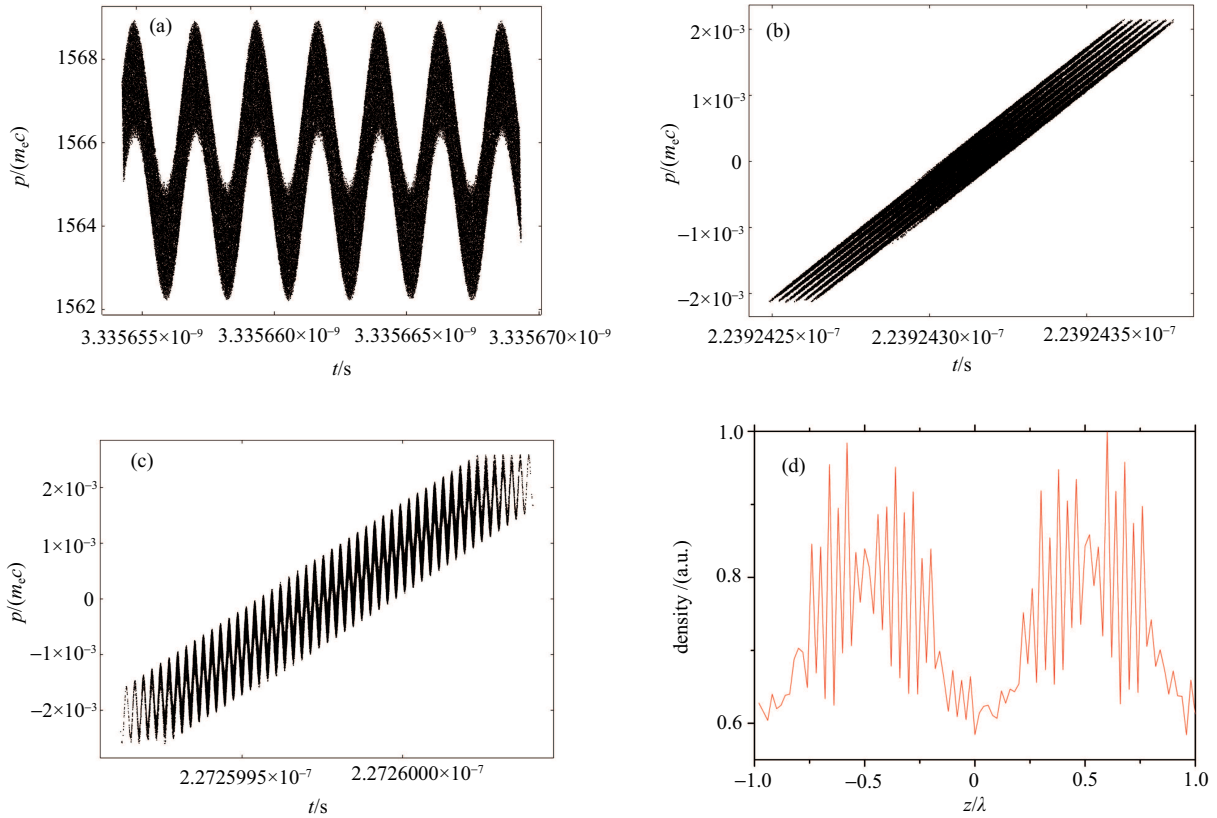 (a)
1568
1566
1564
1562
p/(mₑc)
3.335655×10⁻⁹
3.335660×10⁻⁹
3.335665×10⁻⁹
3.335670×10⁻⁹
t/s
(b)
2×10⁻³
1×10⁻³
0
−1×10⁻³
−2×10⁻³
p/(mₑc)
2.2392425×10⁻⁷
2.2392430×10⁻⁷
2.2392435×10⁻⁷
t/s
(c)
2×10⁻³
1×10⁻³
0
−1×10⁻³
−2×10⁻³
p/(mₑc)
2.2725995×10⁻⁷
2.2726000×10⁻⁷
t/s
(d)
1.0
0.8
0.6
density /(a.u.)
−1.0
−0.5
0
0.5
1.0
z/λ